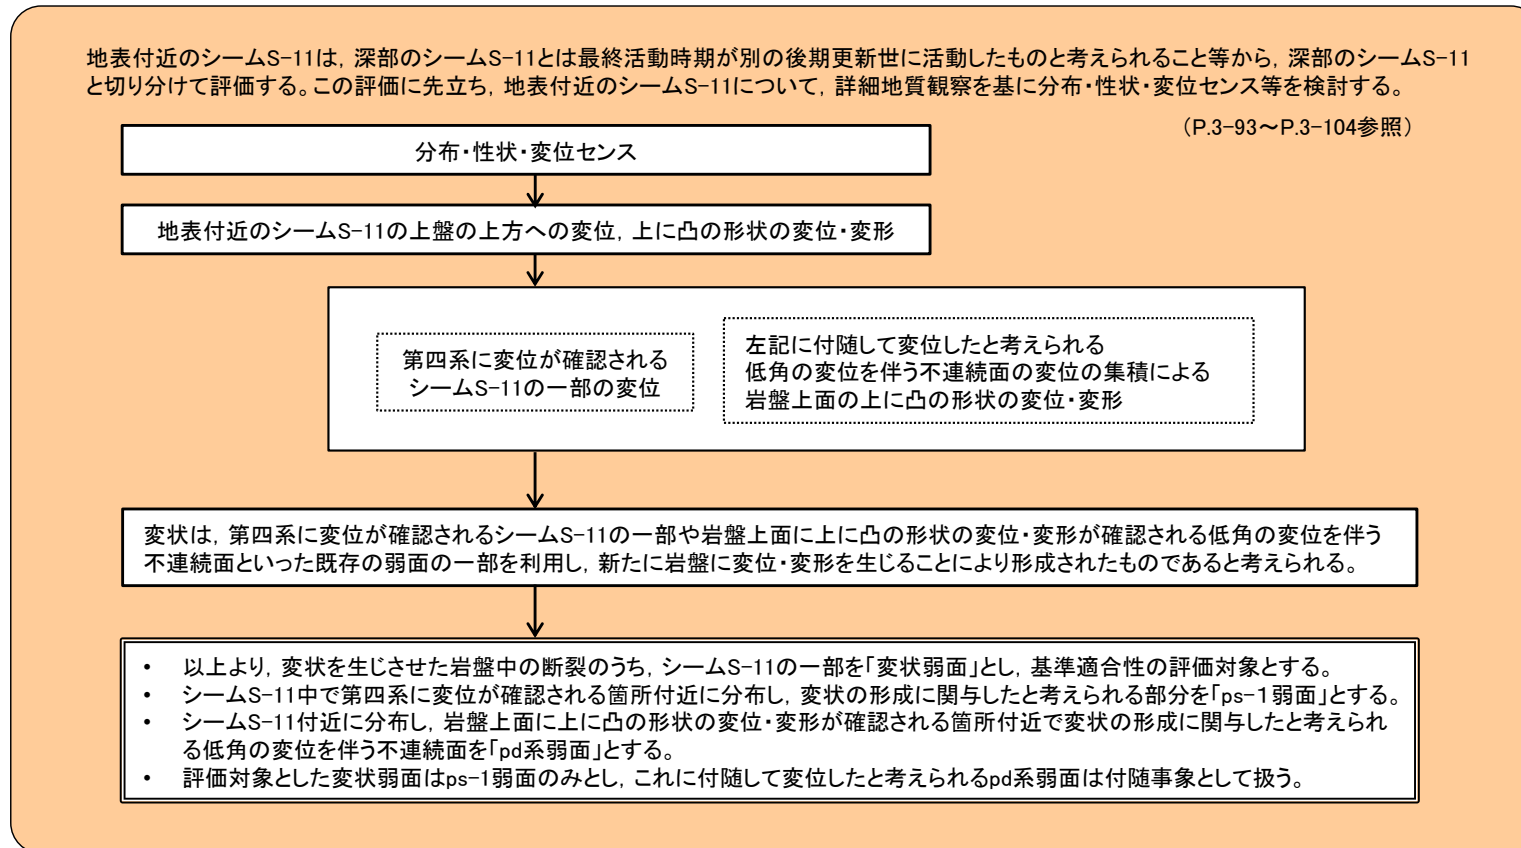 地表付近のシームS-11は，深部のシームS-11とは最終活動時期が別の後期更新世に活動したものと考えられること等から，深部のシームS-11
と切り分けて評価する。この評価に先立ち，地表付近のシームS-11について，詳細地質観察を基に分布・性状・変位センス等を検討する。
（P.3-93～P.3-104参照）
分布・性状・変位センス
地表付近のシームS-11の上盤の上方への変位，上に凸の形状の変位・変形
第四系に変位が確認される
シームS-11の一部の変位
左記に付随して変位したと考えられる
低角の変位を伴う不連続面の変位の集積による
岩盤上面の上に凸の形状の変位・変形
変状は，第四系に変位が確認されるシームS-11の一部や岩盤上面に上に凸の形状の変位・変形が確認される低角の変位を伴う
不連続面といった既存の弱面の一部を利用し，新たに岩盤に変位・変形を生じることにより形成されたものであると考えられる。
• 以上より，変状を生じさせた岩盤中の断裂のうち，シームS-11の一部を「変状弱面」とし，基準適合性の評価対象とする。
• シームS-11中で第四系に変位が確認される箇所付近に分布し，変状の形成に関与したと考えられる部分を「ps-１弱面」とする。
• シームS-11付近に分布し，岩盤上面に上に凸の形状の変位・変形が確認される箇所付近で変状の形成に関与したと考えられ
る低角の変位を伴う不連続面を「pd系弱面」とする。
• 評価対象とした変状弱面はps-1弱面のみとし，これに付随して変位したと考えられるpd系弱面は付随事象として扱う。